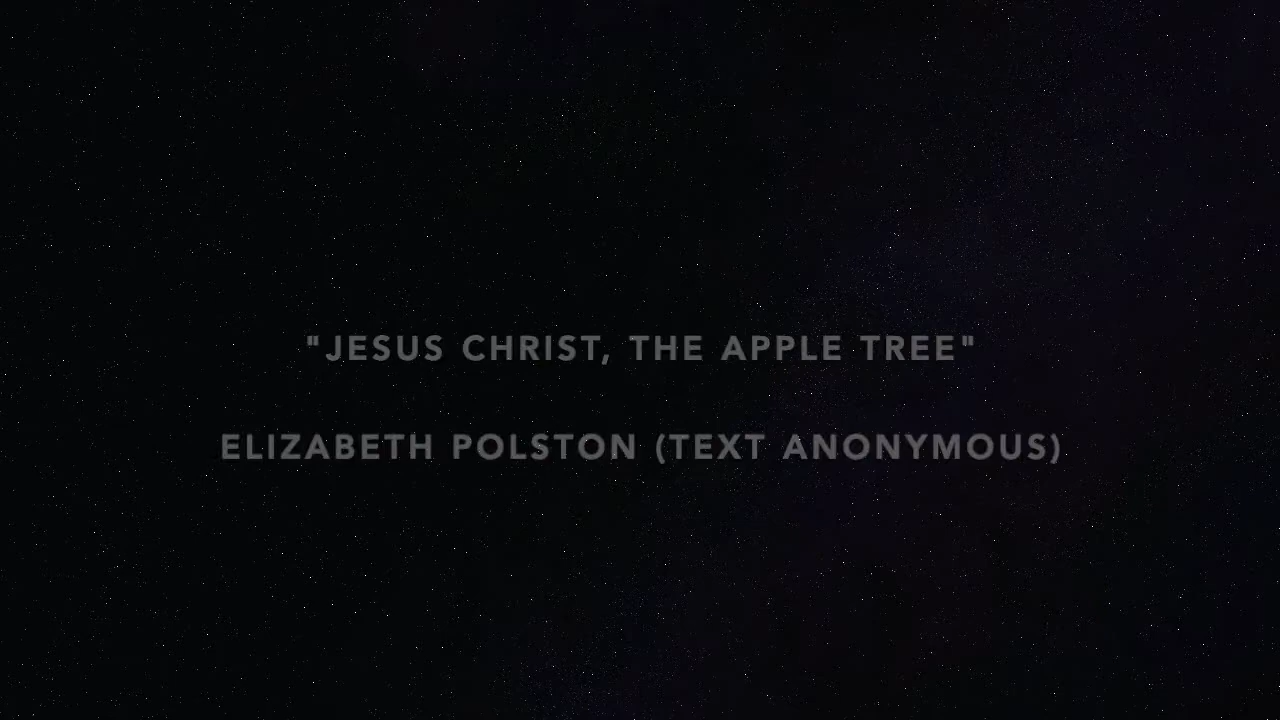 "JESUS CHRIST, THE APPLE TREE"
ELIZABETH POLSTON (TEXT ANONYMOUS)